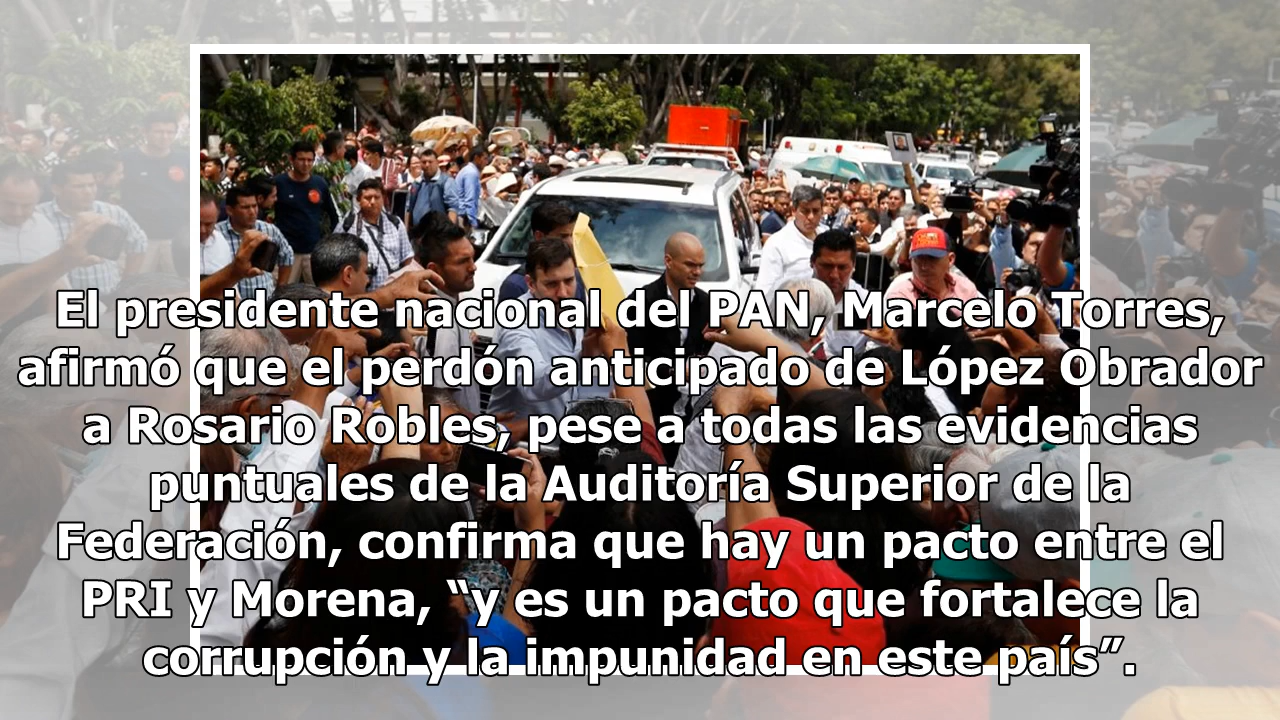 El presidente nacional del PAN, Marcelo Torres,
afirmó que el perdón anticipado de López Obrador
a Rosario Robles, pese a todas las evidencias
puntuales de la Auditoría Superior de la
Federación, confirma que hay un pacto entre el
PRI y Morena, “y es un pacto que fortalece la
corrupción y la impunidad en este país”.